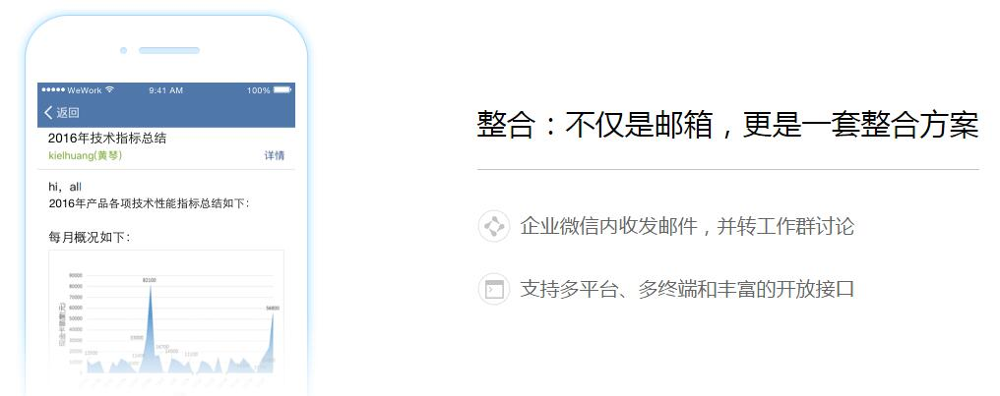 WeWork 9:41 AM 100%
返回
2016年技术指标总结
kielhuang(黄琴) 详情
hi，all
2016年产品各项技术性能指标总结如下：
每月概况如下：
90000
82100
80000
70000
60000
56800
50000
40000
33000
30000
20000
10000
0
整合：不仅是邮箱，更是一套整合方案
企业微信内收发邮件，并转工作群讨论
支持多平台、多终端和丰富的开放接口